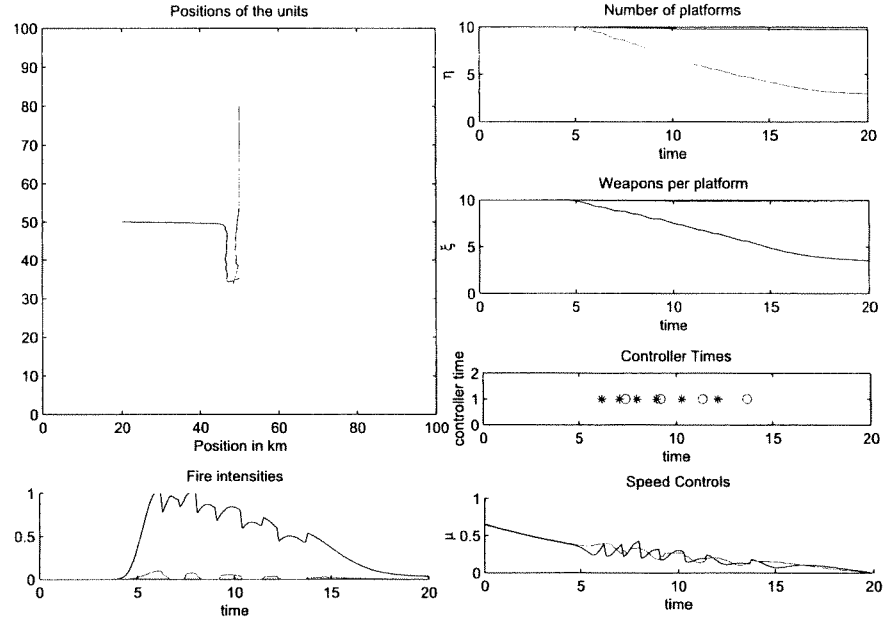 Positions of the units
100
90
80
70
60
50
40
30
20
10
0
0 20 40 60 80 100
Position in km
Number of platforms
10
5
0
η
0 5 10 15 20
time
Weapons per platform
10
5
0
ξ
0 5 10 15 20
time
Controller Times
2
1
0
controller time
0 5 10 15 20
time
Fire intensities
1
0.5
0
0 5 10 15 20
time
Speed Controls
1
0.5
0
μ
0 5 10 15 20
time